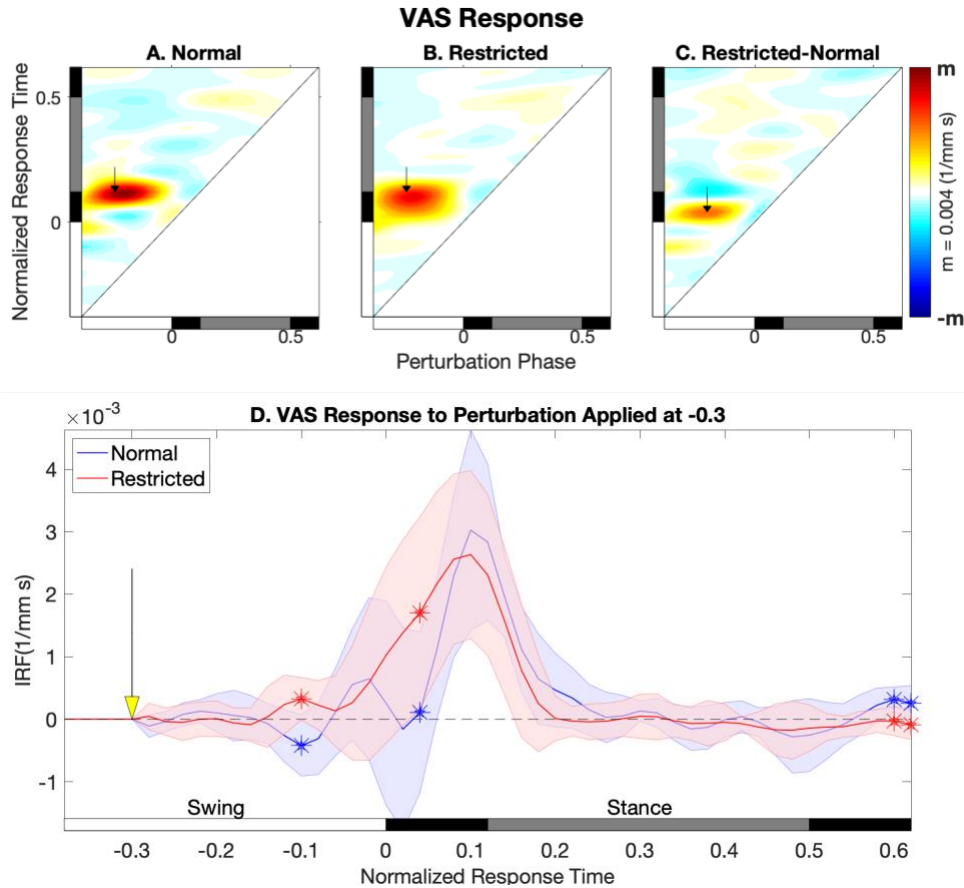 VAS Response
A. Normal
B. Restricted
C. Restricted-Normal
Normalized Response Time
0.5
0
0
0.5
0
0.5
0
0.5
Perturbation Phase
m
-m
m = 0.004 (1/mm s)
×10⁻³
D. VAS Response to Perturbation Applied at -0.3
Normal
Restricted
IRF(1/mm s)
4
3
2
1
0
-1
Swing
Stance
-0.3 -0.2 -0.1 0 0.1 0.2 0.3 0.4 0.5 0.6
Normalized Response Time